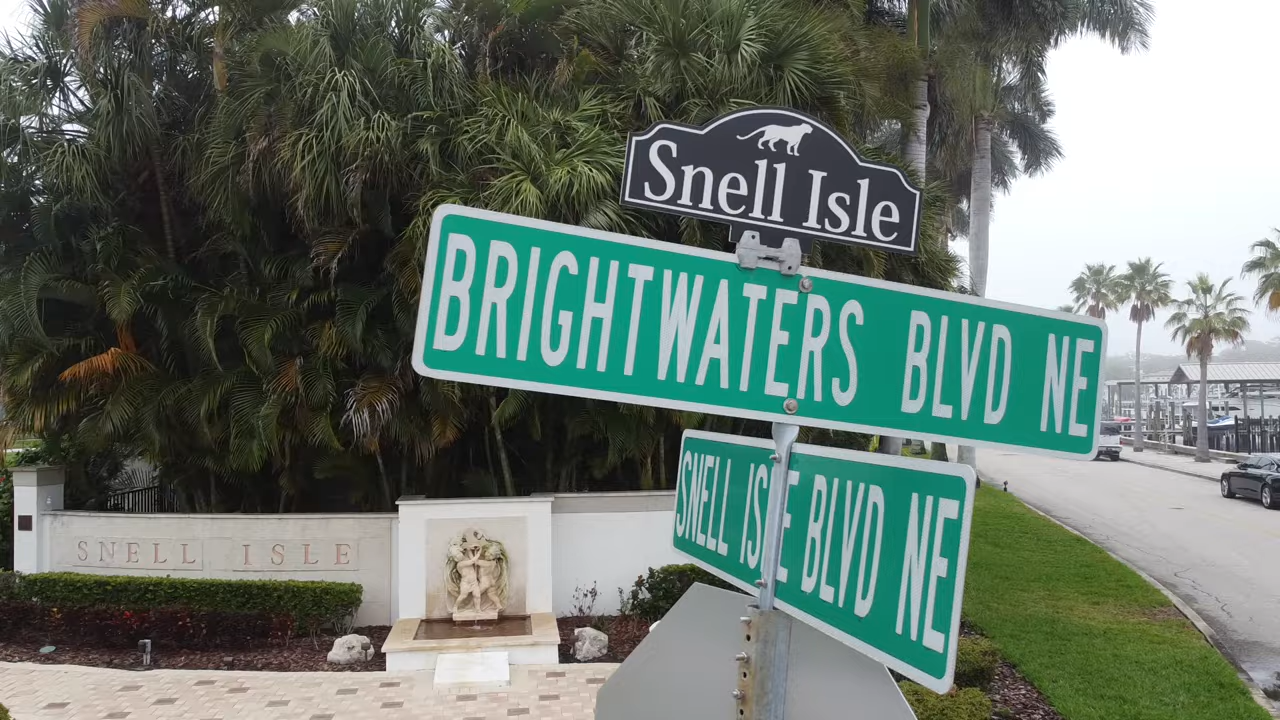 Snell Isle
BRIGHTWATERS BLVD NE
SNELL ISLE BLVD NE
SNELL ISLE